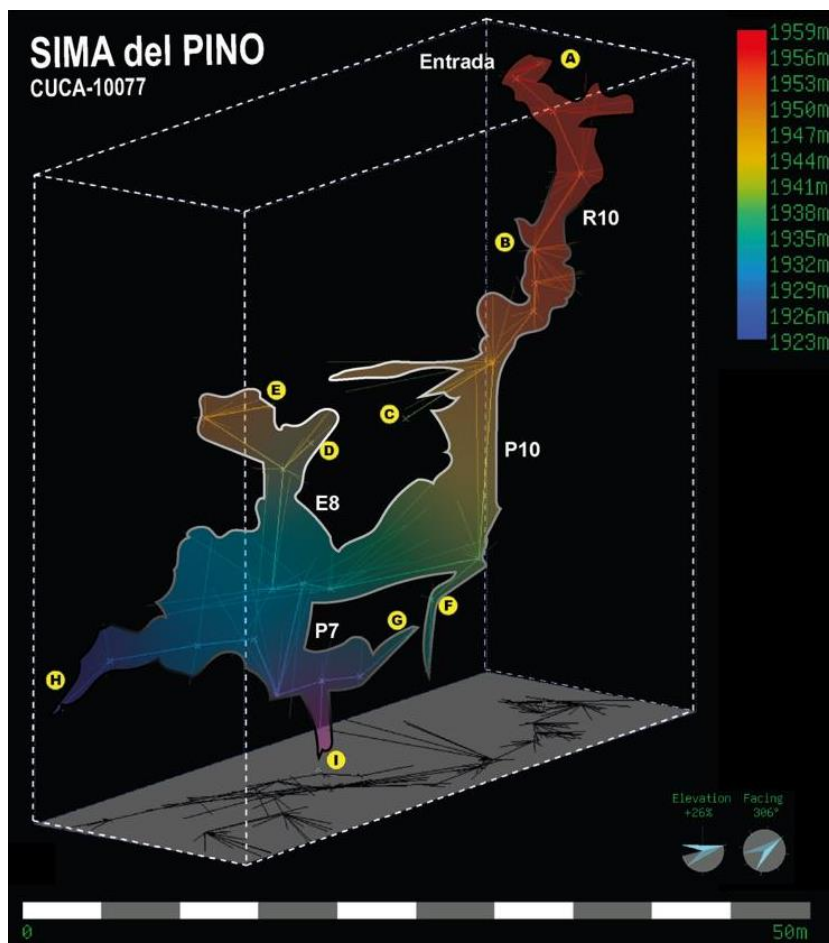 SIMA del PINO
CUCA-10077
Entrada
A
1959m
1956m
1953m
1950m
1947m
1944m
1941m
1938m
1935m
1932m
1929m
1926m
1923m
R10
B
E
C
D
P10
E8
F
G
P7
H
I
Elevation
+26%
Facing
306°
0
50m